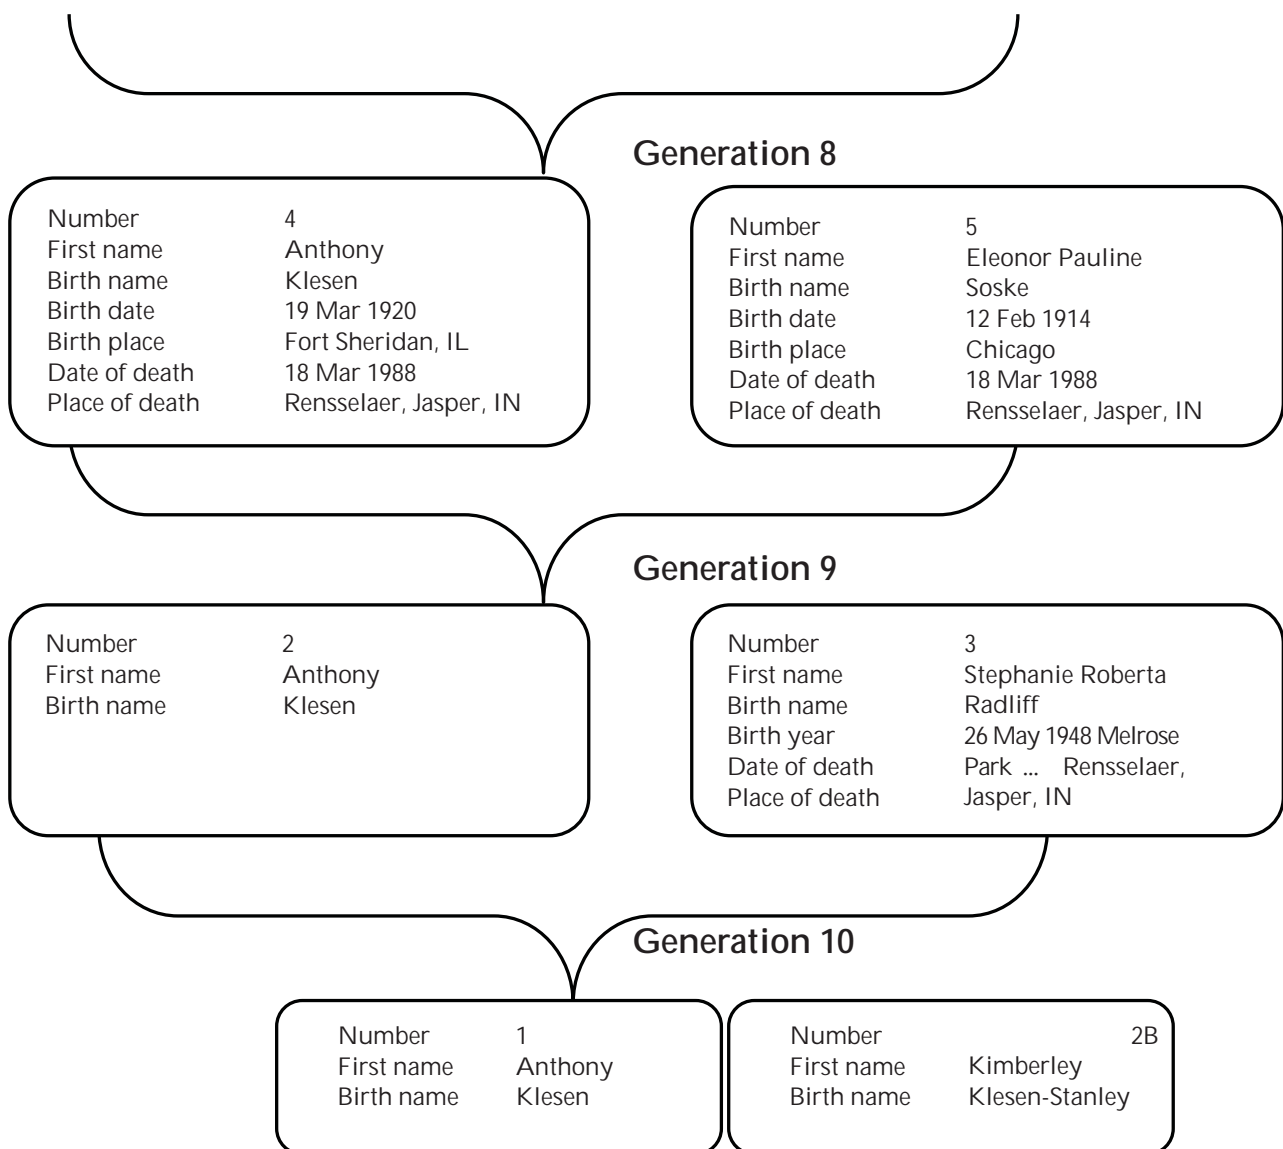 Generation 8
Number 4
First name Anthony
Birth name Klesen
Birth date 19 Mar 1920
Birth place Fort Sheridan, IL
Date of death 18 Mar 1988
Place of death Rensselaer, Jasper, IN
Number 5
First name Eleonor Pauline
Birth name Soske
Birth date 12 Feb 1914
Birth place Chicago
Date of death 18 Mar 1988
Place of death Rensselaer, Jasper, IN
Generation 9
Number 2
First name Anthony
Birth name Klesen
Number 3
First name Stephanie Roberta
Birth name Radliff
Birth year 26 May 1948 Melrose
Date of death Park ... Rensselaer,
Place of death Jasper, IN
Generation 10
Number 1
First name Anthony
Birth name Klesen
Number 2B
First name Kimberley
Birth name Klesen-Stanley